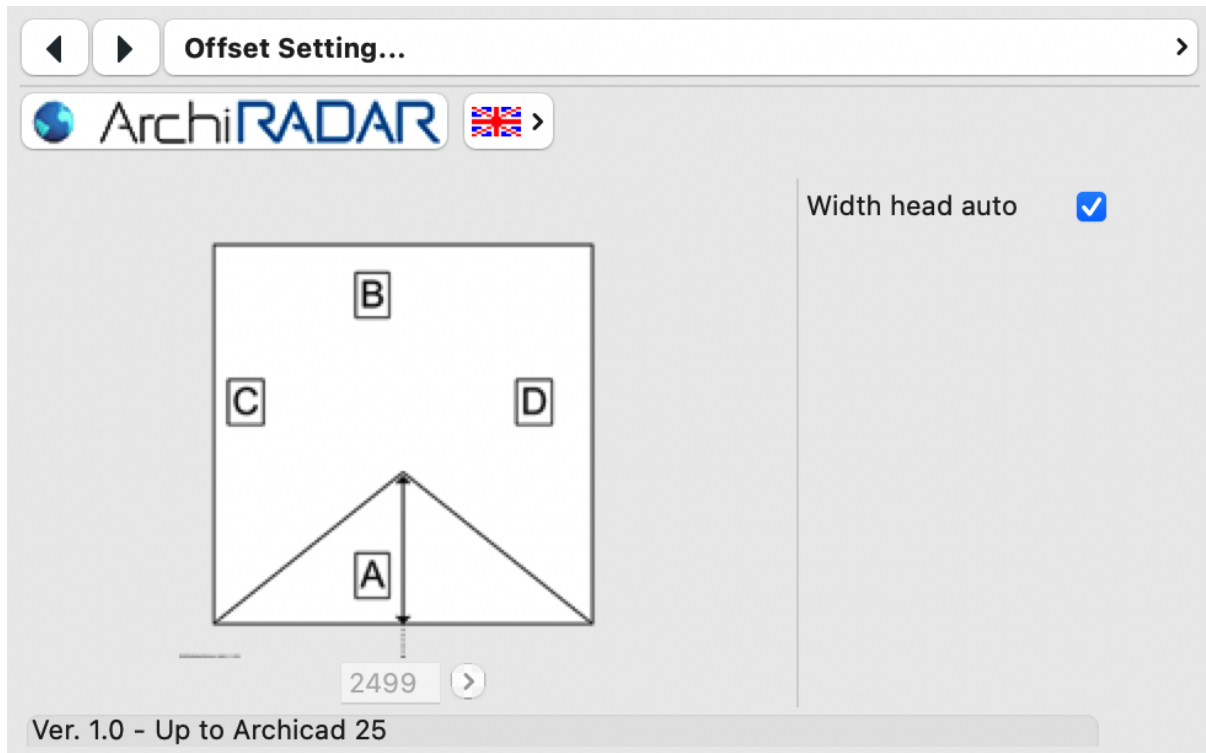 Offset Setting...
ArchiRADAR
Width head auto
B
C
D
A
2499
Ver. 1.0 - Up to Archicad 25